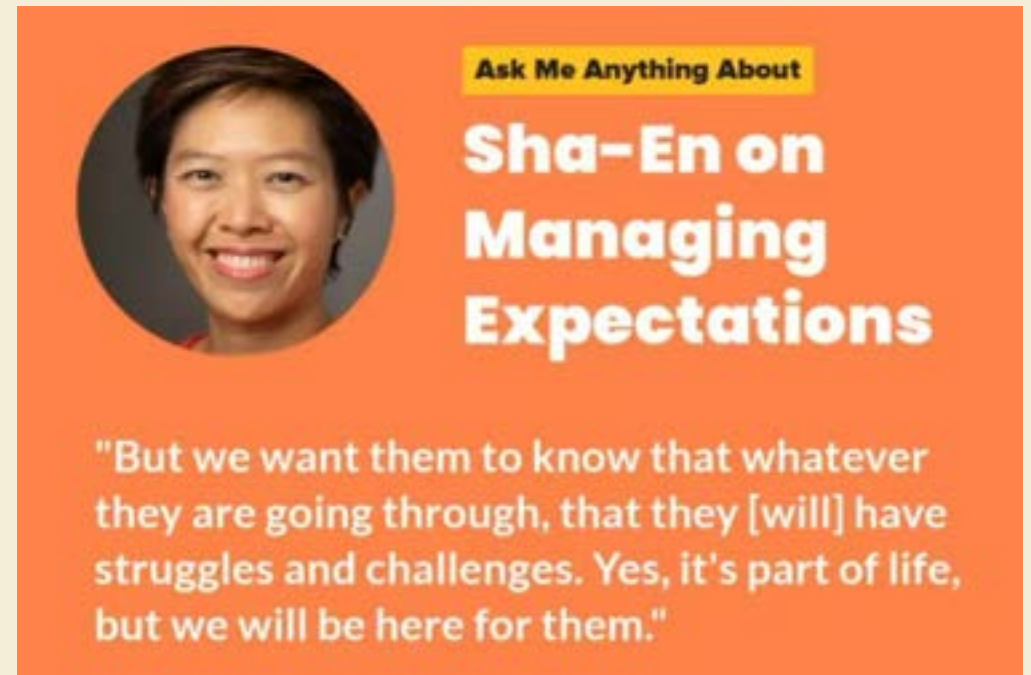 Ask Me Anything About
Sha-En on
Managing
Expectations
"But we want them to know that whatever
they are going through, that they [will] have
struggles and challenges. Yes, it's part of life,
but we will be here for them."